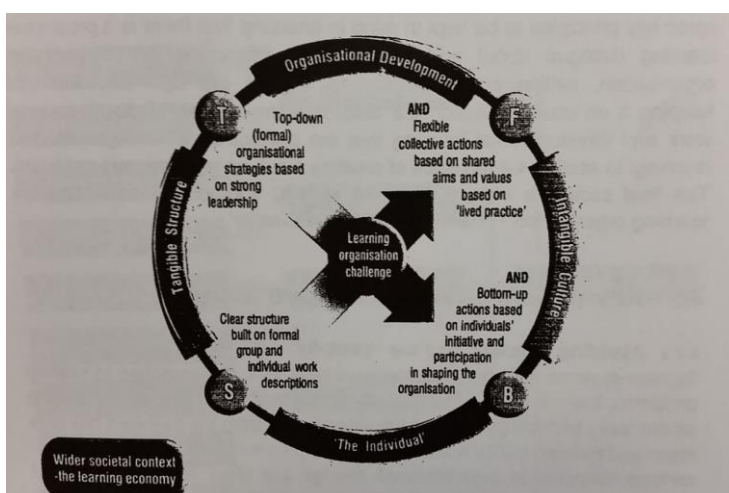 Organisational Development
T
F
Top-down
(formal)
organisational
strategies based
on strong
leadership
AND
Flexible
collective actions
based on shared
aims and values
based on
'lived practice'
Tangible Structure
Intangible Culture
Learning
organisation
challenge
Clear structure
built on formal
group and
individual work
descriptions
AND
Bottom-up
actions based
on individuals'
initiative and
participation
in shaping the
organisation
S
B
'The Individual'
Wider societal context
-the learning economy